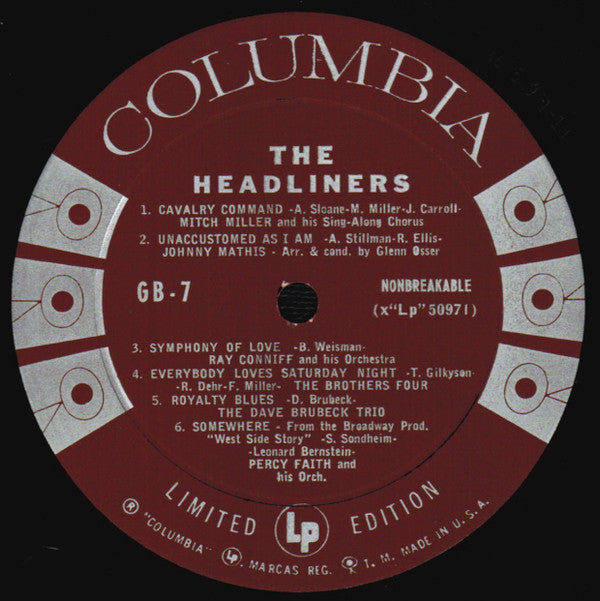 COLUMBIA
THE
HEADLINERS
1. CAVALRY COMMAND -A. Sloane-M. Miller-J. Carroll-
MITCH MILLER and his Sing-Along Chorus
2. UNACCUSTOMED AS I AM -A. Stillman-R. Ellis-
JOHNNY MATHIS - Arr. & cond. by Glenn Osser
GB-7
NONBREAKABLE
(x"Lp"50971)
3. SYMPHONY OF LOVE -B. Weisman-
RAY CONNIFF and his Orchestra
4. EVERYBODY LOVES SATURDAY NIGHT -T. Gilkyson-
-R. Dehr-F. Miller- THE BROTHERS FOUR
5. ROYALTY BLUES -D. Brubeck-
THE DAVE BRUBECK TRIO
6. SOMEWHERE - From the Broadway Prod.
"West Side Story" -S. Sondheim-
-Leonard Bernstein-
PERCY FAITH and
his Orch.
LIMITED Lp EDITION
® "COLUMBIA" Lp. MARCAS REG. T. M. MADE IN U.S.A.